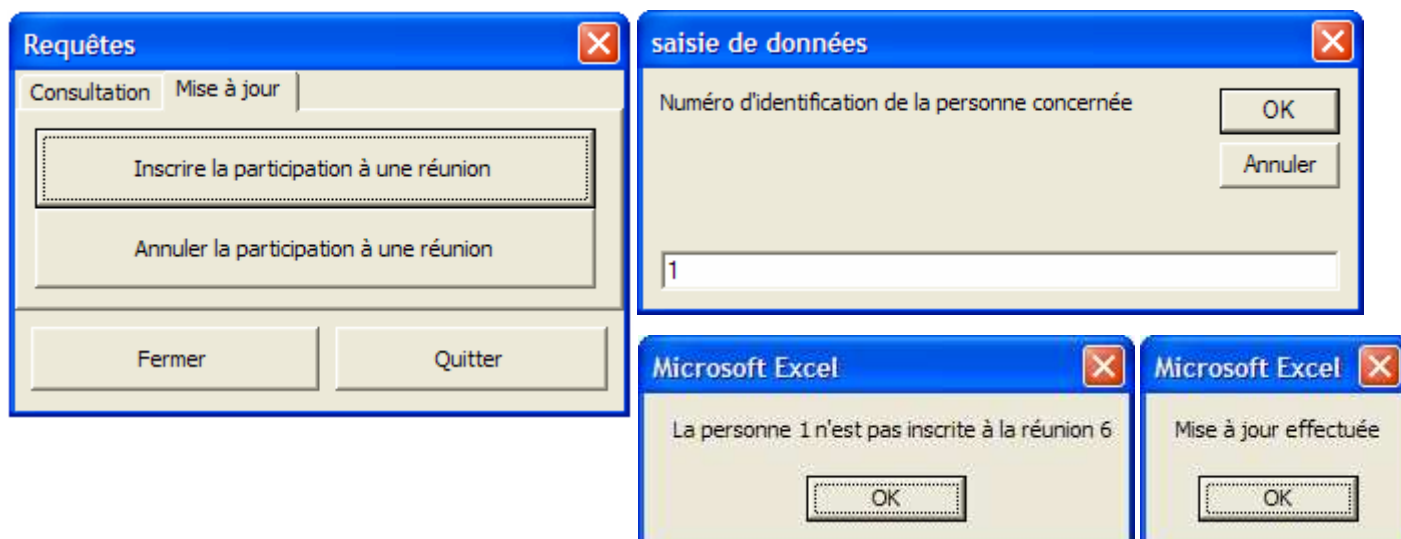 Requêtes
Consultation
Mise à jour
Inscrire la participation à une réunion
Annuler la participation à une réunion
Fermer
Quitter
saisie de données
Numéro d'identification de la personne concernée
OK
Annuler
1
Microsoft Excel
La personne 1 n'est pas inscrite à la réunion 6
OK
Microsoft Excel
Mise à jour effectuée
OK